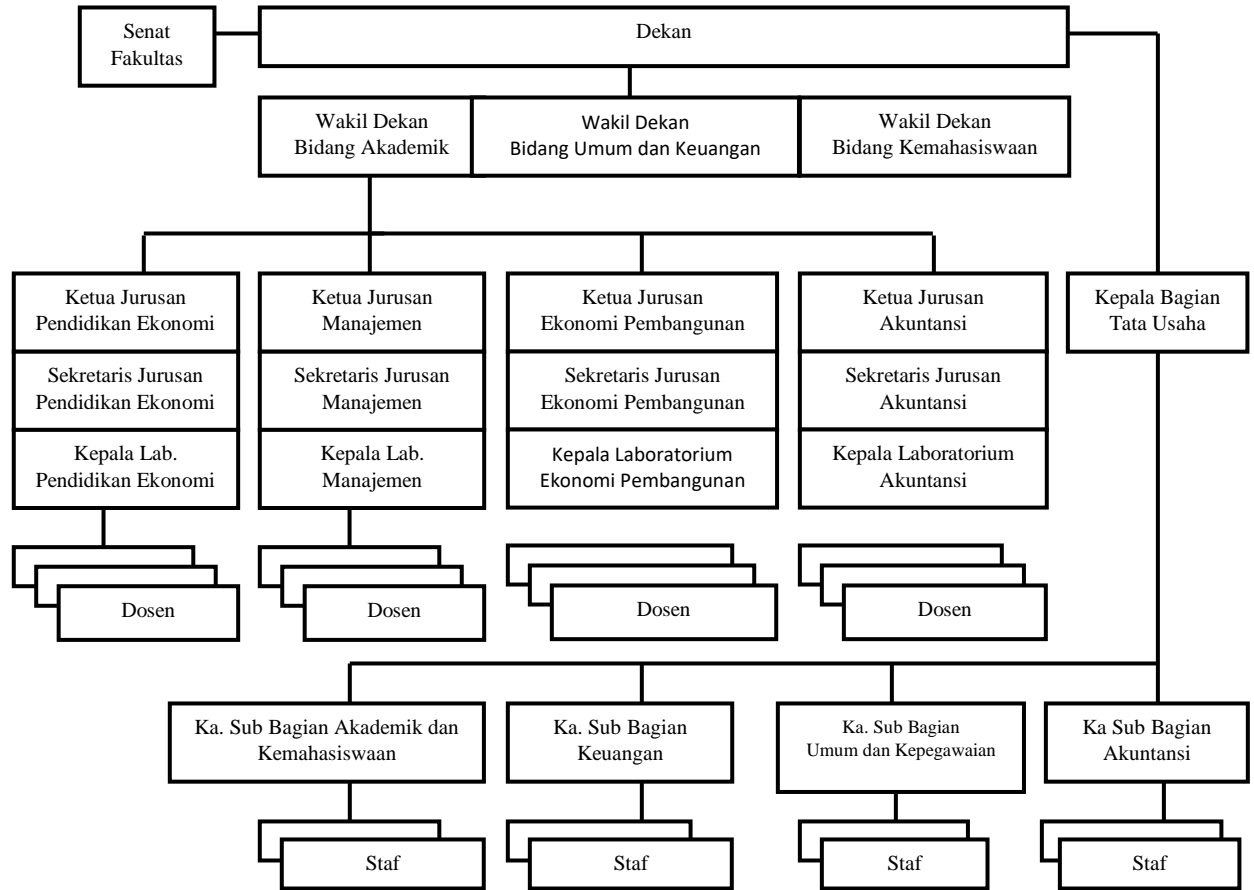 Senat
Fakultas
Dekan
Wakil Dekan
Bidang Akademik
Wakil Dekan
Bidang Umum dan Keuangan
Wakil Dekan
Bidang Kemahasiswaan
Ketua Jurusan
Pendidikan Ekonomi
Ketua Jurusan
Manajemen
Ketua Jurusan
Ekonomi Pembangunan
Ketua Jurusan
Akuntansi
Kepala Bagian
Tata Usaha
Sekretaris Jurusan
Pendidikan Ekonomi
Sekretaris Jurusan
Manajemen
Sekretaris Jurusan
Ekonomi Pembangunan
Sekretaris Jurusan
Akuntansi
Kepala Lab.
Pendidikan Ekonomi
Kepala Lab.
Manajemen
Kepala Laboratorium
Ekonomi Pembangunan
Kepala Laboratorium
Akuntansi
Dosen
Dosen
Dosen
Dosen
Ka. Sub Bagian Akademik dan
Kemahasiswaan
Ka. Sub Bagian
Keuangan
Ka. Sub Bagian
Umum dan Kepegawaian
Ka Sub Bagian
Akuntansi
Staf
Staf
Staf
Staf